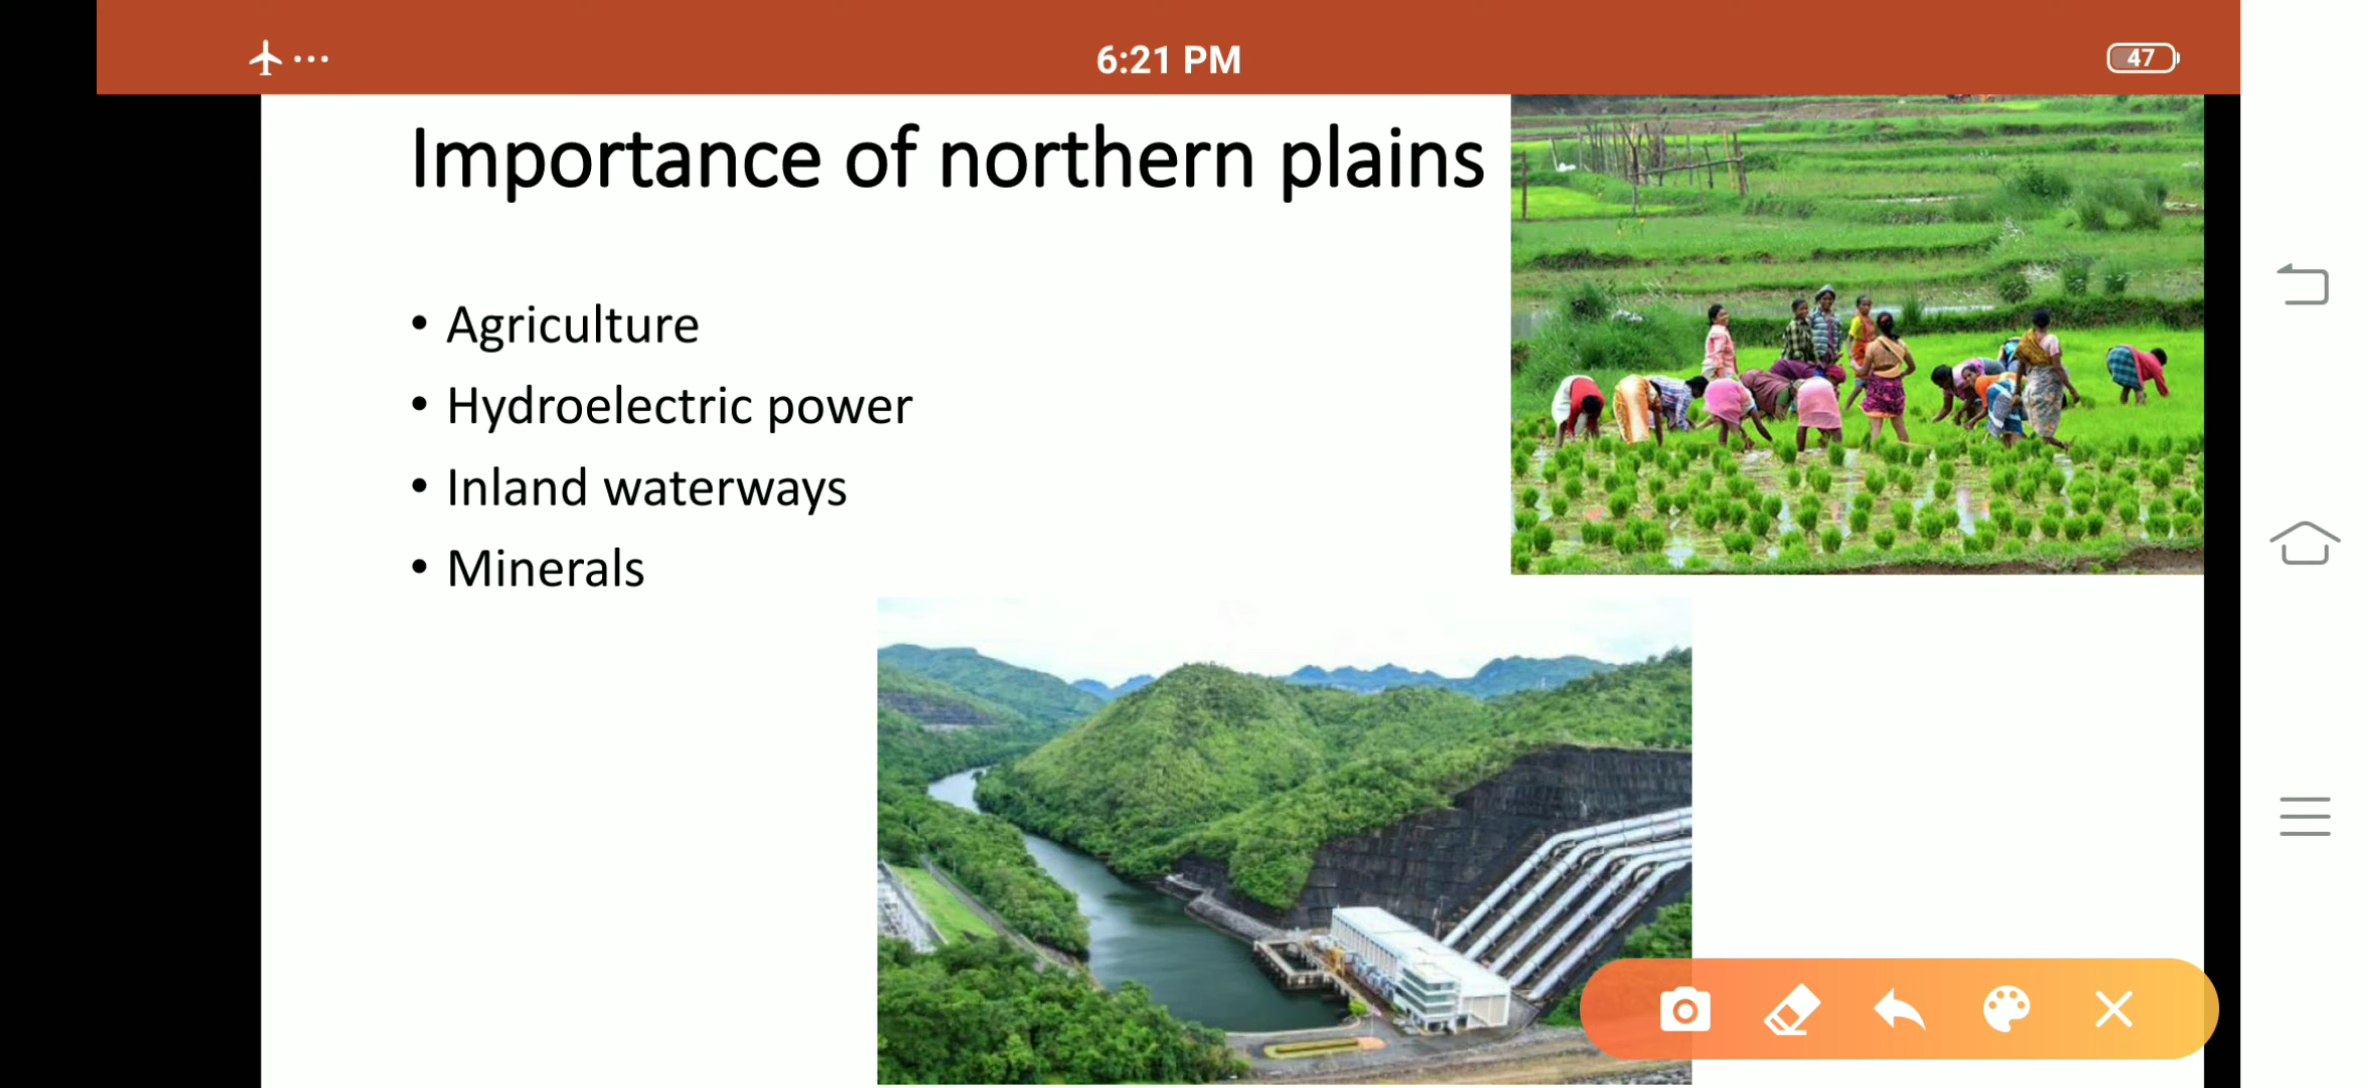 6:21 PM
47
Importance of northern plains
• Agriculture
• Hydroelectric power
• Inland waterways
• Minerals